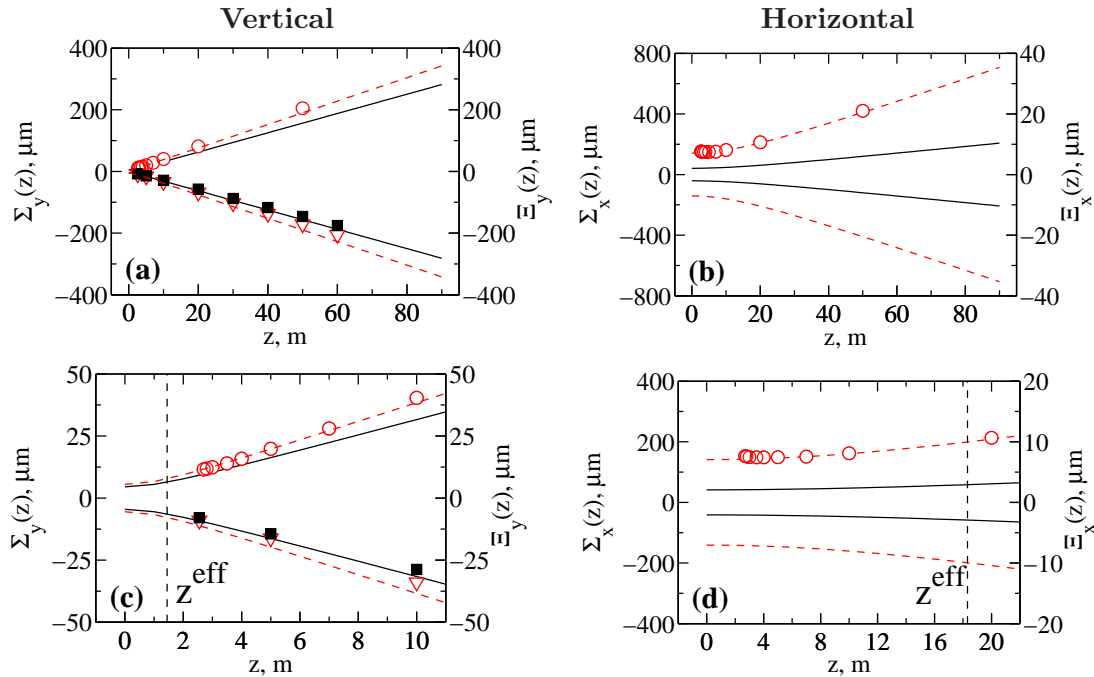 Vertical Horizontal
400 400 800 40
200 200 400 20
0 0 0 0
−200 −200 −400 −20
−400 −400 −800 −40
Σy(z), μm Ξy(z), μm Σx(z), μm Ξx(z), μm
(a) (b)
0 20 40 60 80 0 20 40 60 80
z, m z, m
50 50 400 20
25 25 200 10
0 0 0 0
−25 −25 −200 −10
−50 −50 −400 −20
Σy(z), μm Ξy(z), μm Σx(z), μm Ξx(z), μm
(c) zeff zeff (d)
0 2 4 6 8 10 0 4 8 12 16 20
z, m z, m